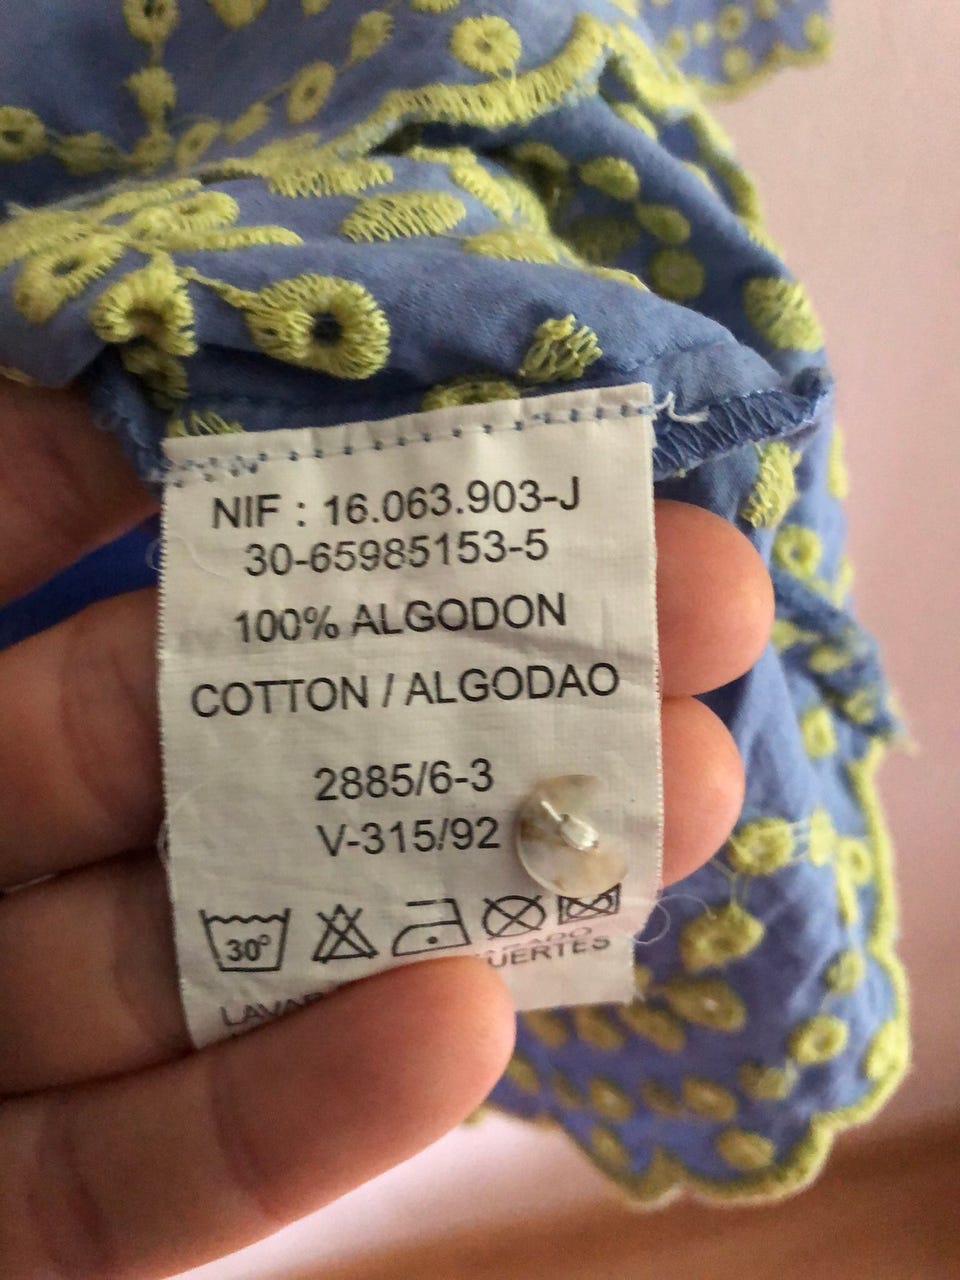 NIF : 16.063.903-J
30-65985153-5
100% ALGODON
COTTON / ALGODAO
2885/6-3
V-315/92
30°